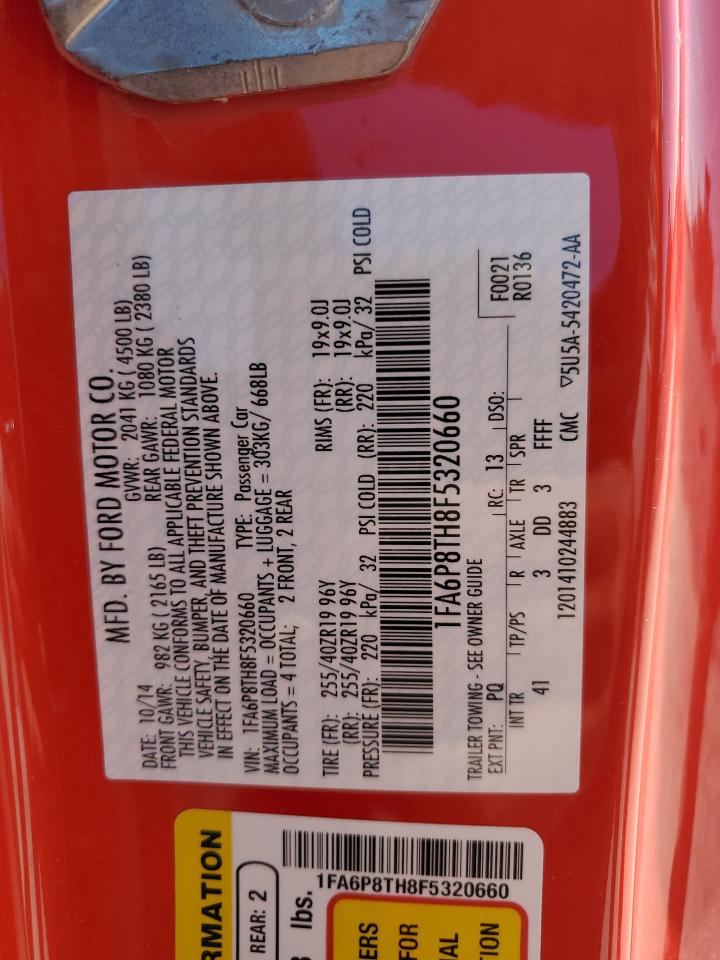 MFD. BY FORD MOTOR CO.
DATE: 10/14 GVWR: 2041 KG ( 4500 LB)
FRONT GAWR: 982 KG ( 2165 LB) REAR GAWR: 1080 KG ( 2380 LB)
THIS VEHICLE CONFORMS TO ALL APPLICABLE FEDERAL MOTOR
VEHICLE SAFETY, BUMPER, AND THEFT PREVENTION STANDARDS
IN EFFECT ON THE DATE OF MANUFACTURE SHOWN ABOVE.
VIN: 1FA6P8TH8F5320660 TYPE: Passenger Car
MAXIMUM LOAD = OCCUPANTS + LUGGAGE = 303KG/ 668LB
OCCUPANTS = 4 TOTAL; 2 FRONT, 2 REAR
TIRE (FR): 255/40ZR19 96Y RIMS (FR): 19x9.0J
(RR): 255/40ZR19 96Y (RR): 19x9.0J
PRESSURE (FR): 220 kPa/ 32 PSI COLD (RR): 220 kPa/ 32 PSI COLD
1FA6P8TH8F5320660
TRAILER TOWING - SEE OWNER GUIDE
F0021
EXT PNT: PQ RC: 13 DSO: R0136
INT TR TP/PS R AXLE TR SPR
41 3 DD 3 FFFF
1201410244883 CMC ▽5U5A-5420472-AA
RMATION
REAR: 2
lbs.
1FA6P8TH8F5320660
ERS
FOR
AL
TION